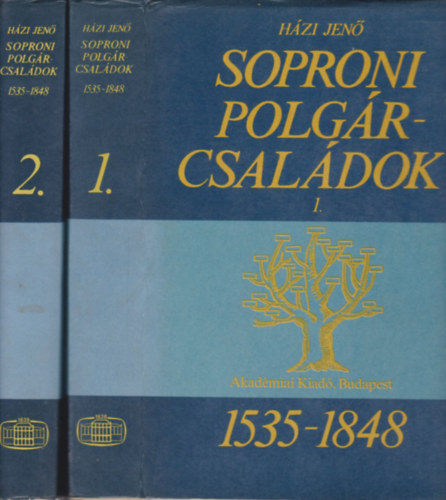 HÁZI JENŐ
SOPRONI
POLGÁR
CSALÁDOK
1535-1848
2.
HÁZI JENŐ
SOPRONI
POLGÁR
CSALÁDOK
1535-1848
1.
HÁZI JENŐ
SOPRONI
POLGÁR-
CSALÁDOK
1.
Akadémiai Kiadó, Budapest
1535-1848